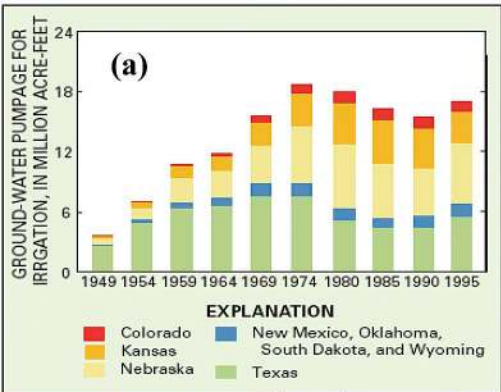 GROUND-WATER PUMPAGE FOR
IRRGATION, IN MILLION ACRE-FEET
24
18
12
6
0
(a)
1949 1954 1959 1964 1969 1974 1980 1985 1990 1995
EXPLANATION
Colorado
Kansas
Nebraska
New Mexico, Oklahoma,
South Dakota, and Wyoming
Texas